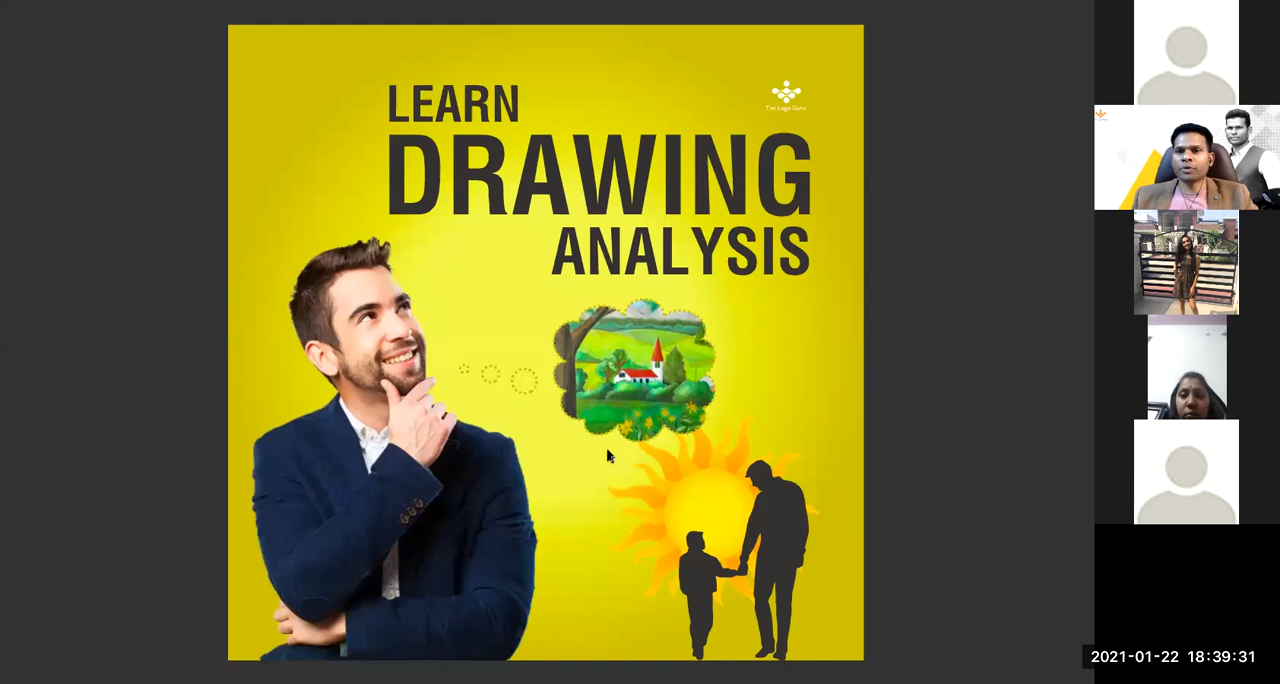 LEARN
DRAWING
ANALYSIS
The Logo Guru
2021-01-22 18:39:31